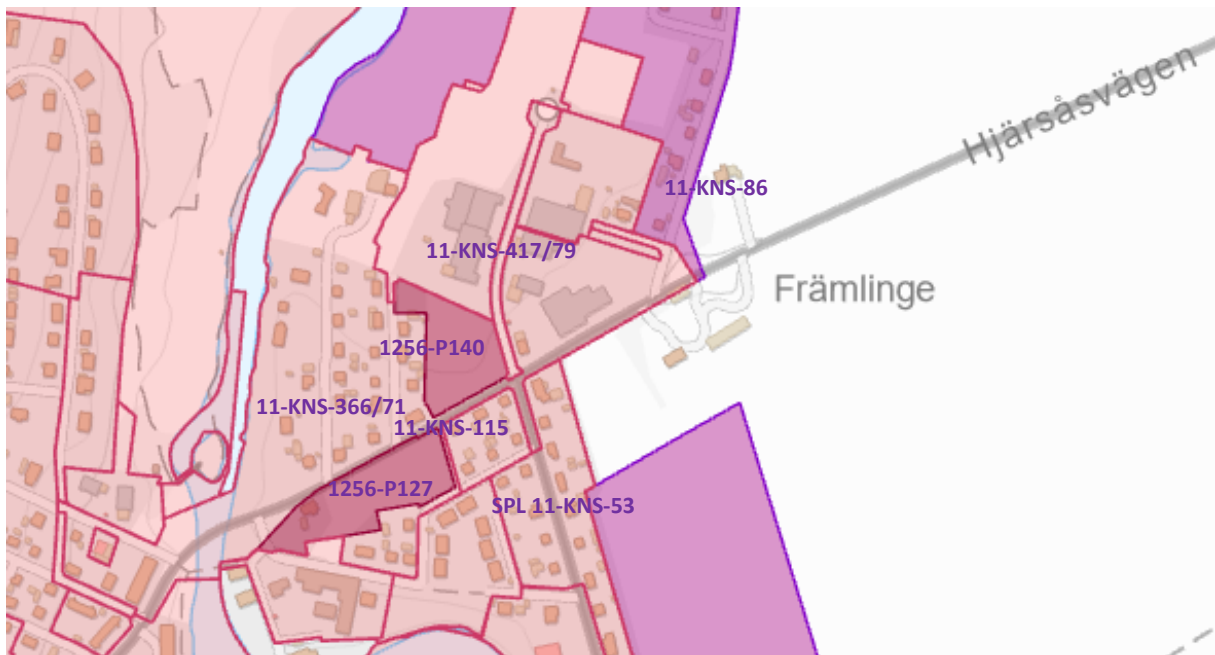 Hjärsåsvägen
11-KNS-86
11-KNS-417/79
Främlinge
1256-P140
11-KNS-366/71
11-KNS-115
1256-P127
SPL 11-KNS-53